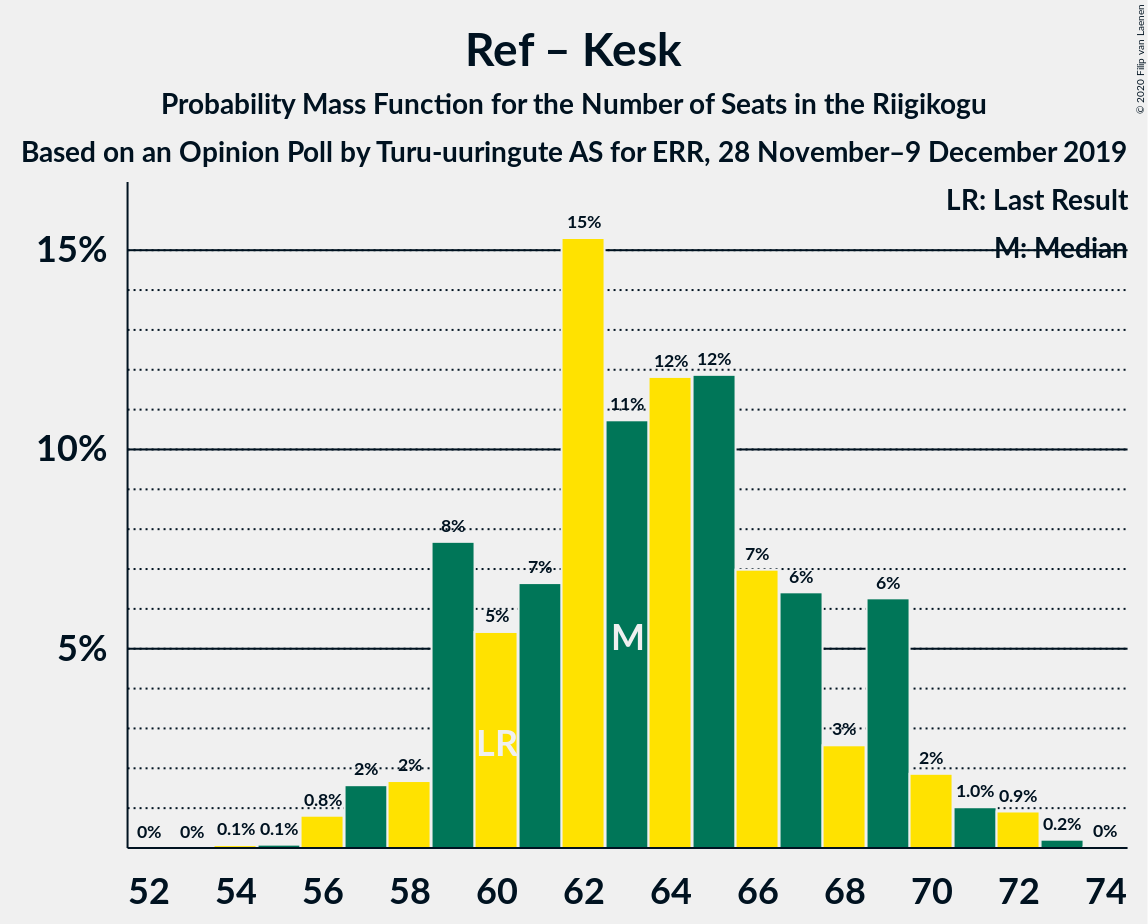 Ref – Kesk
Probability Mass Function for the Number of Seats in the Riigikogu
Based on an Opinion Poll by Turu-uuringute AS for ERR, 28 November–9 December 2019
© 2020 Filip van Laenen
LR: Last Result
M: Median
15%
10%
5%
0%
0%
0.1%
0.1%
0.8%
2%
2%
8%
5%
7%
15%
11%
12%
12%
7%
6%
3%
6%
2%
1.0%
0.9%
0.2%
0%
LR
M
52 54 56 58 60 62 64 66 68 70 72 74